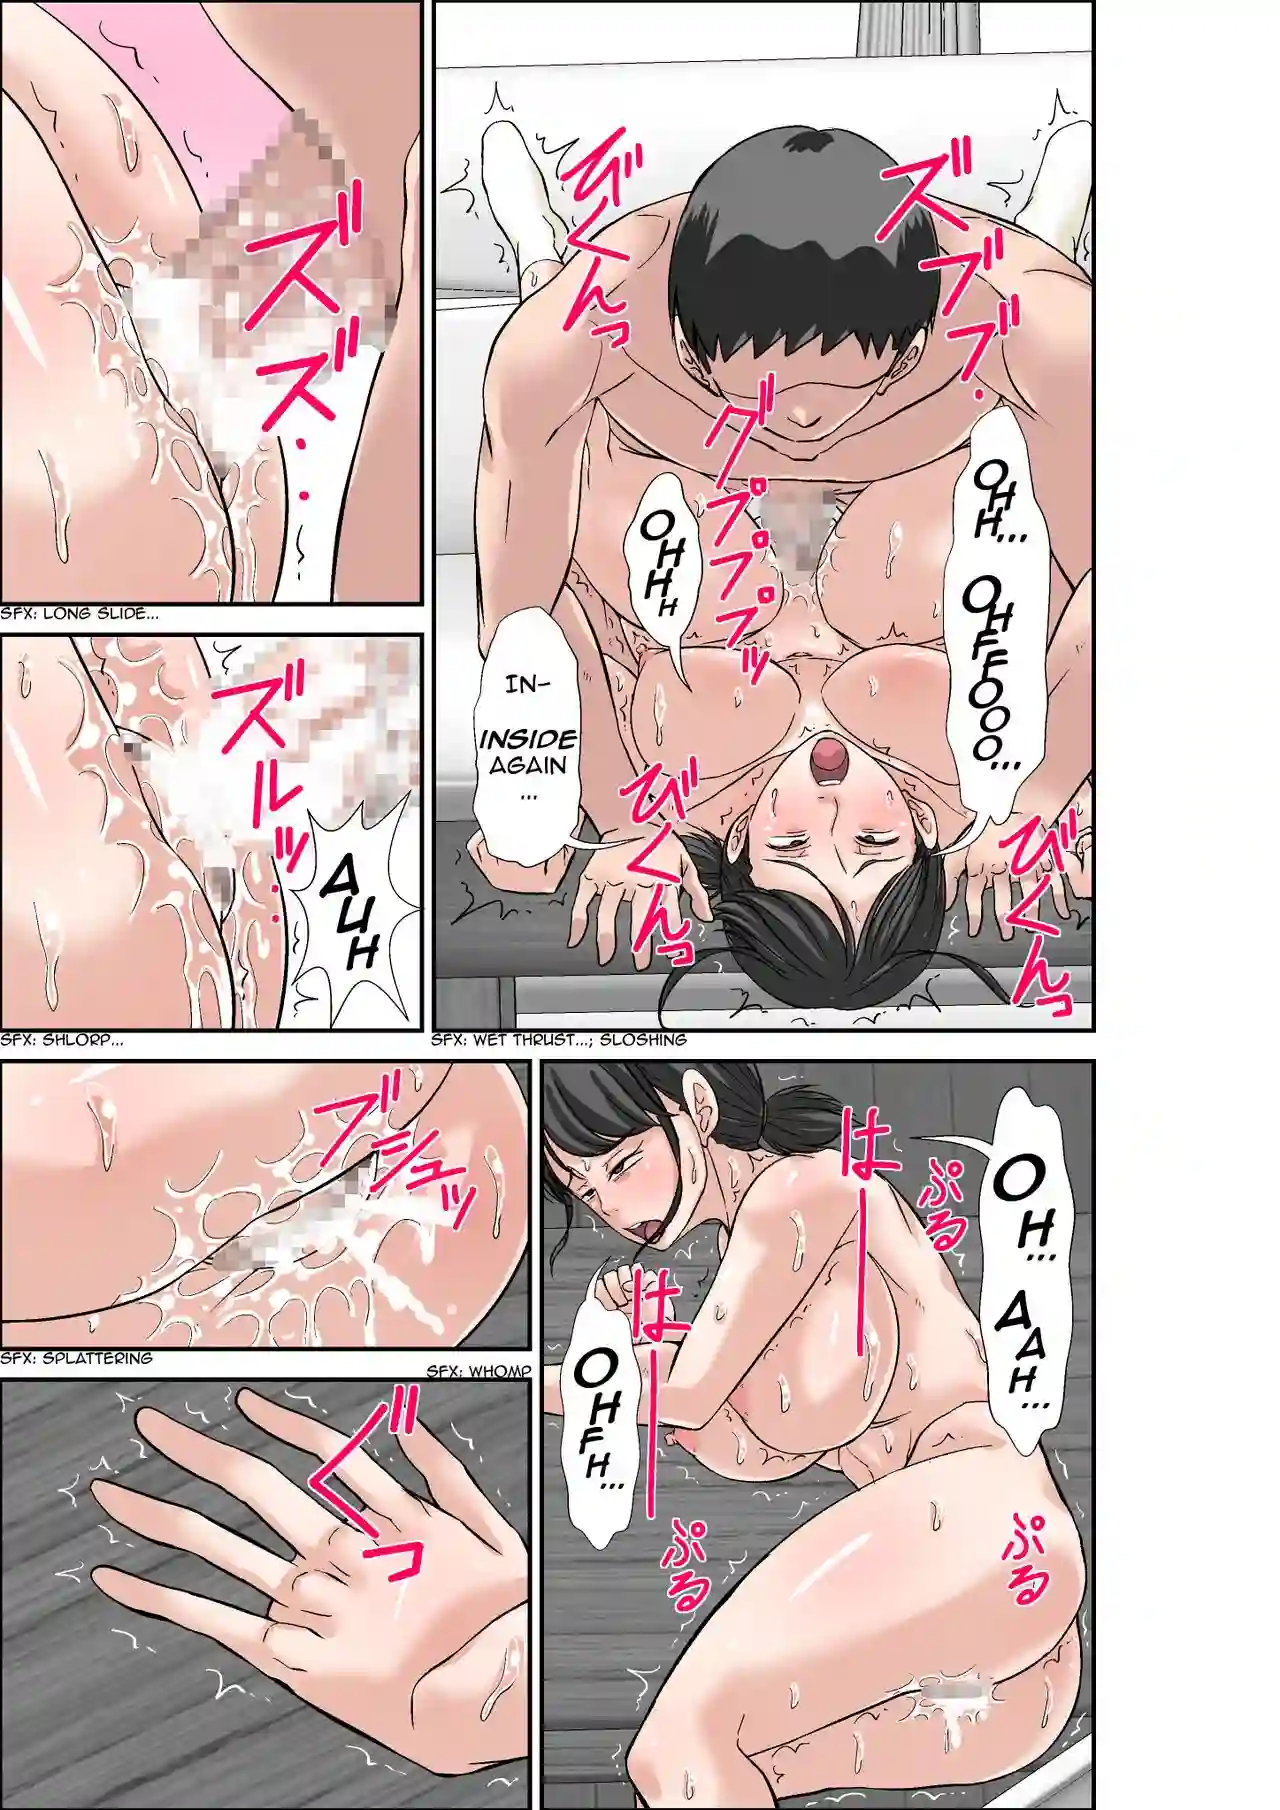 ズ
ブ
ブ.
びくんっ
グププププッ
OHH...
OHFFOOO...
OHHH
IN-
INSIDE
AGAIN
...
びくんっ
びくんっ
SFX: WET THRUST...; SLOSHING
ズ
ズ..
SFX: LONG SLIDE...
ズルッ..
AUH
SFX: SHLORP...
OH...
AAH...
はーー
ぷる
はーー
OHFH...
ぷる
ぷる
ブシュッ
SFX: SPLATTERING
SFX: WHOMP
ぐっ